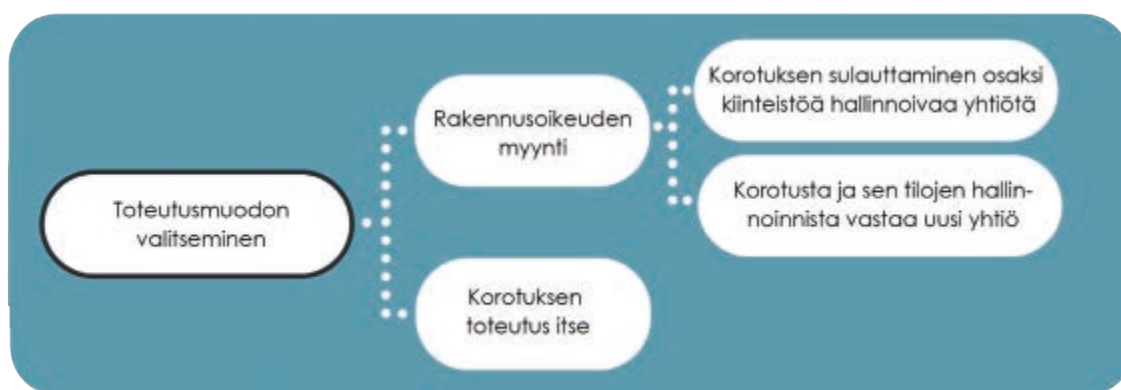 Toteutusmuodon
valitseminen
Rakennusoikeuden
myynti
Korotuksen sulauttaminen osaksi
kiinteistöä hallinnoivaa yhtiötä
Korotusta ja sen tilojen hallin-
noinnista vastaa uusi yhtiö
Korotuksen
toteutus itse